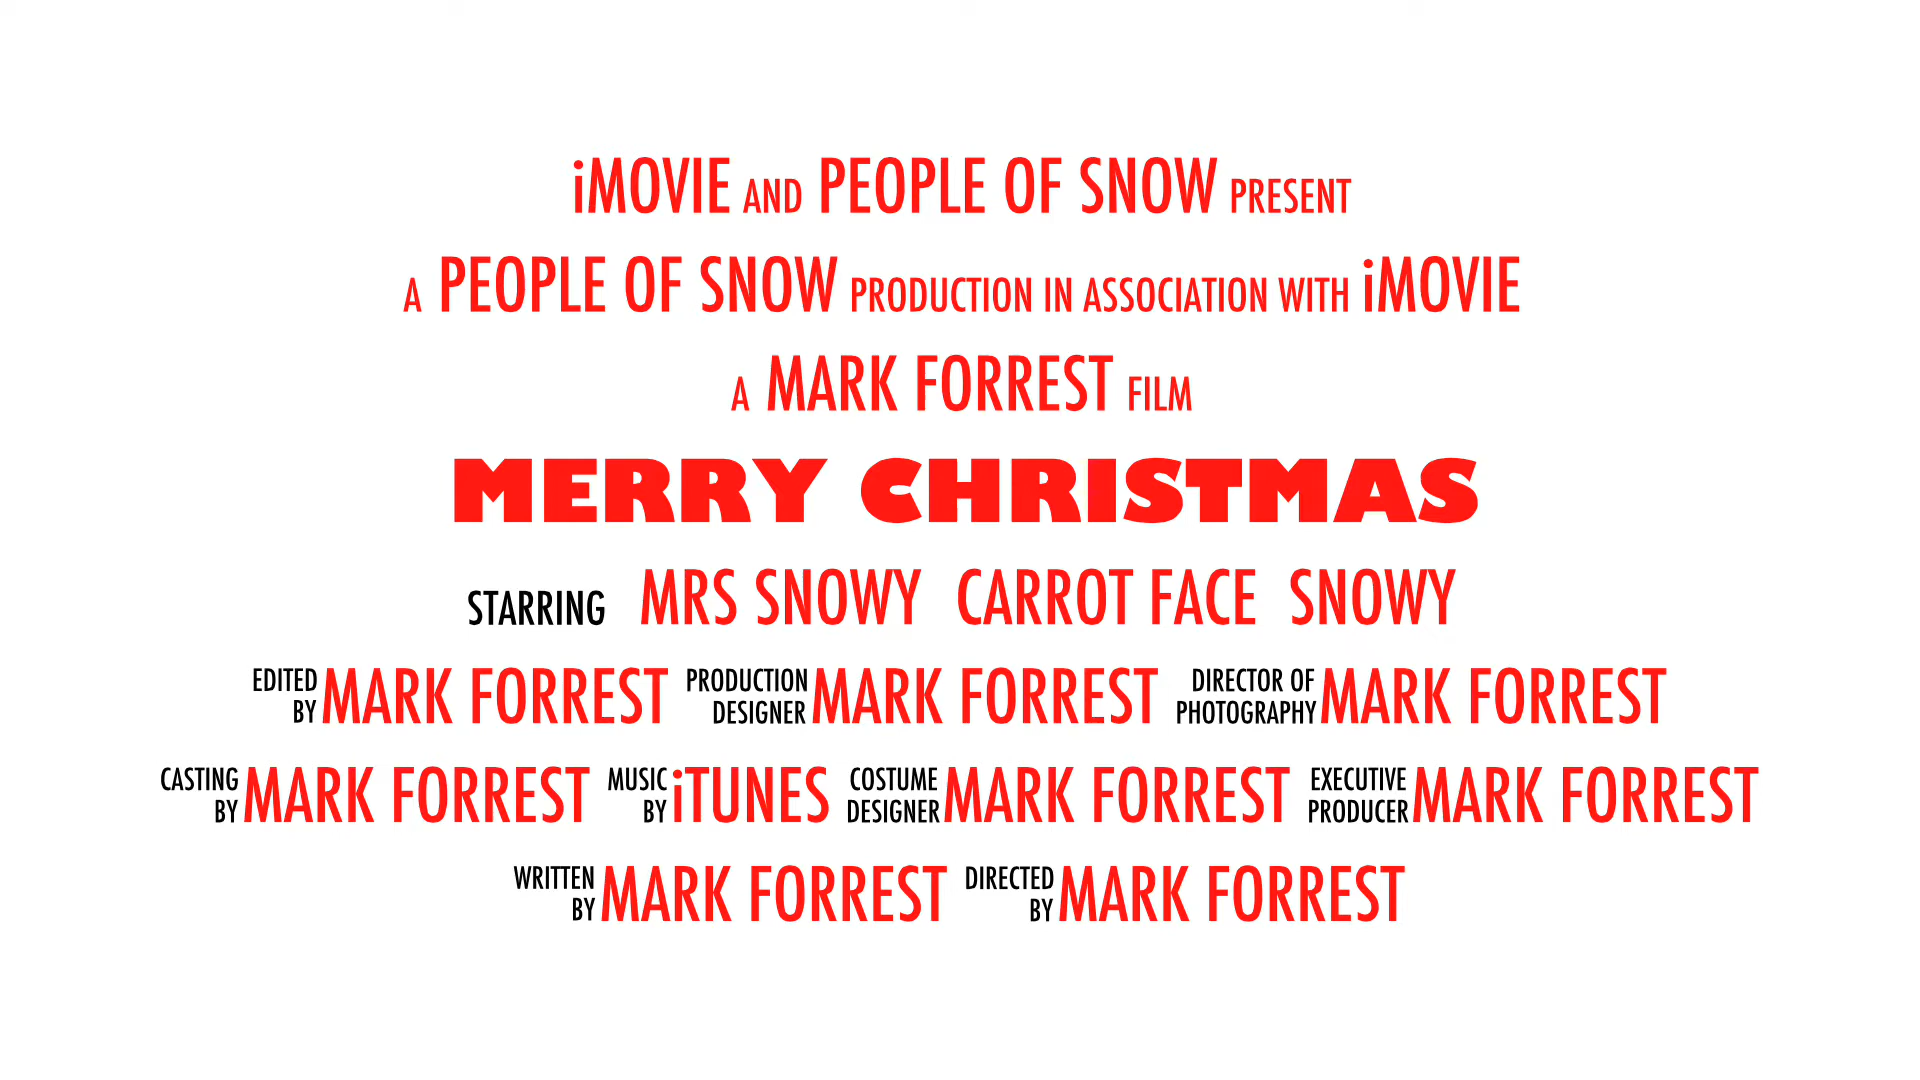 iMOVIE AND PEOPLE OF SNOW PRESENT
A PEOPLE OF SNOW PRODUCTION IN ASSOCIATION WITH iMOVIE
A MARK FORREST FILM
MERRY CHRISTMAS
STARRING MRS SNOWY CARROT FACE SNOWY
EDITED BY MARK FORREST PRODUCTION DESIGNER MARK FORREST DIRECTOR OF PHOTOGRAPHY MARK FORREST
CASTING BY MARK FORREST MUSIC BY iTUNES COSTUME DESIGNER MARK FORREST EXECUTIVE PRODUCER MARK FORREST
WRITTEN BY MARK FORREST DIRECTED BY MARK FORREST